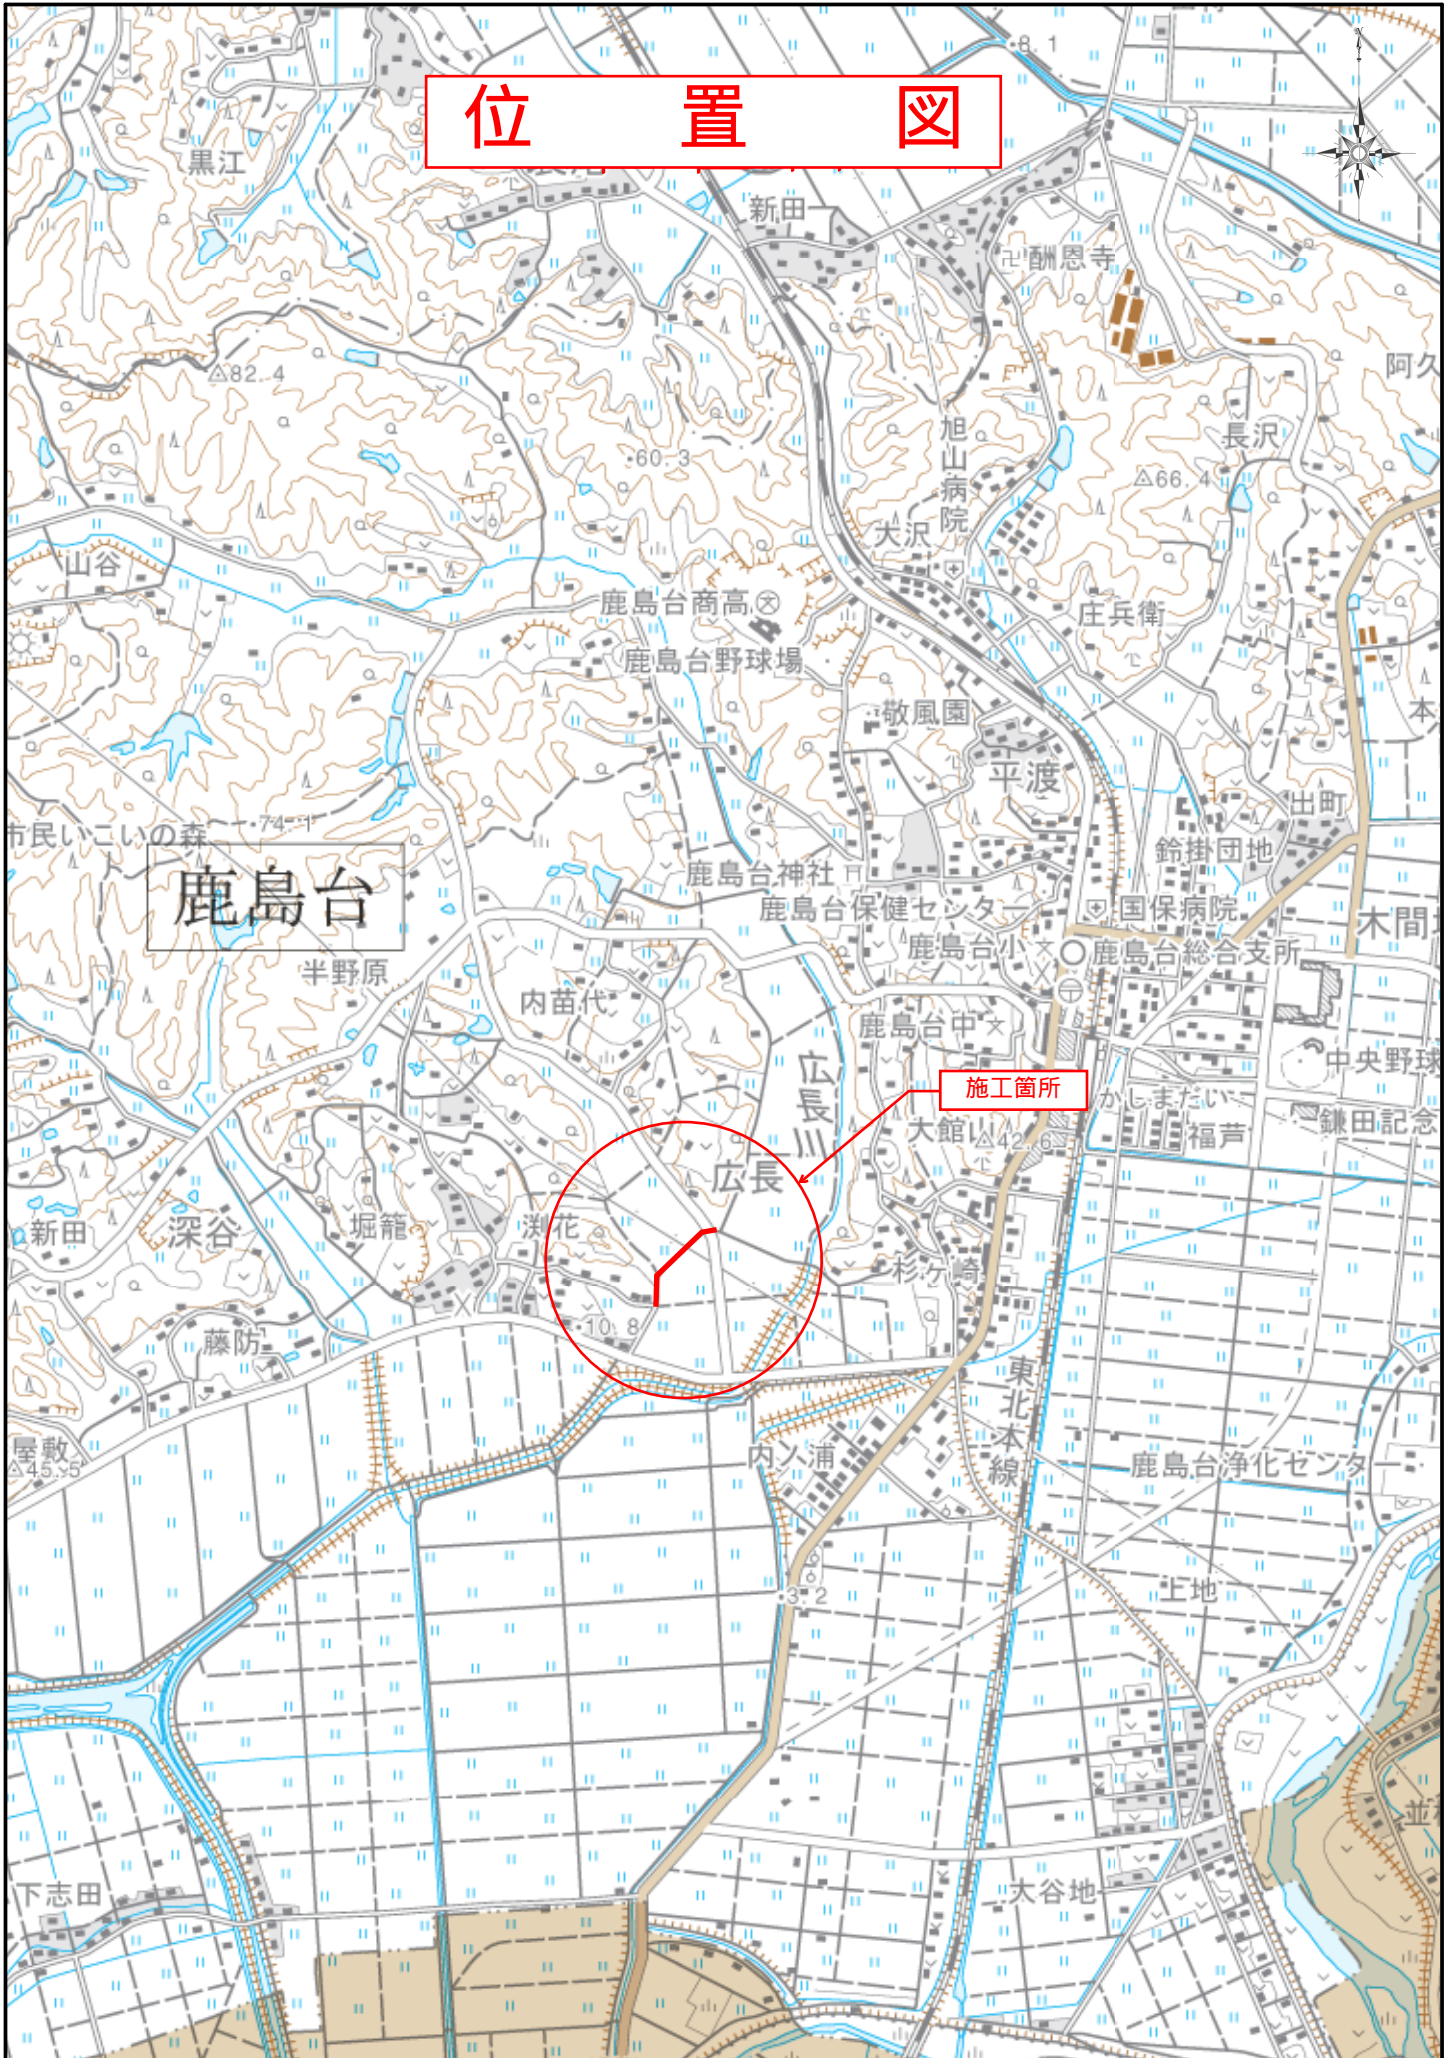 位置図
8.1
黒江
新田
卍酬恩寺
阿久
△82.4
長沢
旭山病院
・60.3
△66.4
大沢
山谷
鹿島台商高
庄兵衛
鹿島台野球場
敬風園
本
平渡
出町
市民いこいの森
・74.1
鈴掛団地
鹿島台神社
鹿島台
鹿島台保健センター
国保病院
木間
鹿島台小
鹿島台総合支所
半野原
内苗代
鹿島台中
広長川
中央野球
施工箇所
かしまだい
鎌田記念
大館山
△42.6
福芦
広長
新田
深谷
堀籠
渕花
杉ケ崎
・10.8
藤防
東北本線
屋敷
△45.5
内ノ浦
鹿島台浄化センター
・3.2
上地
並
下志田
大谷地